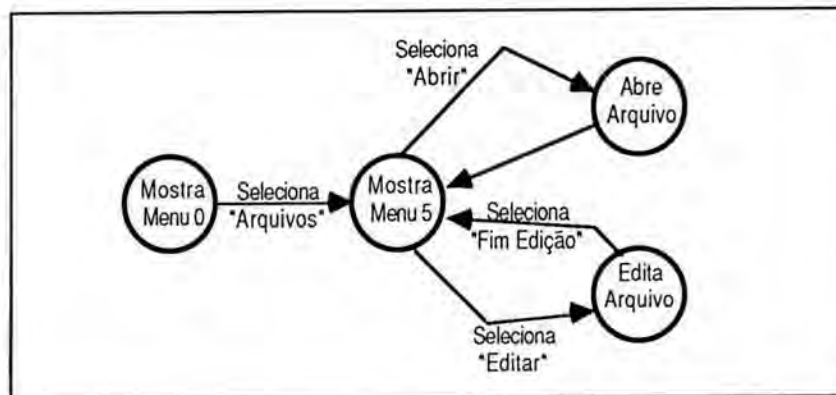 Seleciona
"Abrir"
Abre
Arquivo
Mostra
Menu 0
Seleciona
"Arquivos"
Mostra
Menu 5
Seleciona
"Fim Edição"
Edita
Arquivo
Seleciona
"Editar"